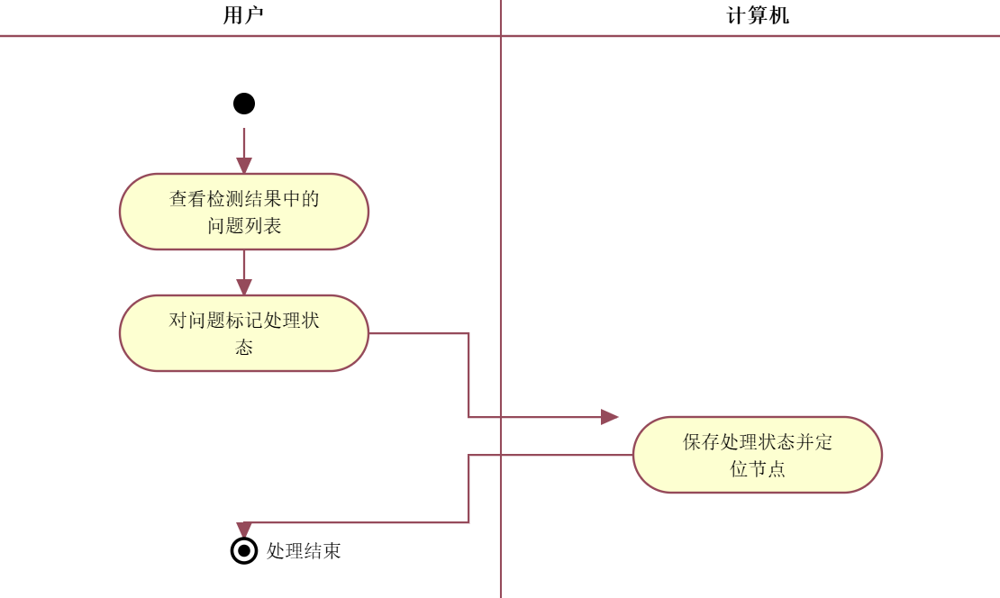 用户
计算机
查看检测结果中的
问题列表
对问题标记处理状
态
保存处理状态并定
位节点
处理结束